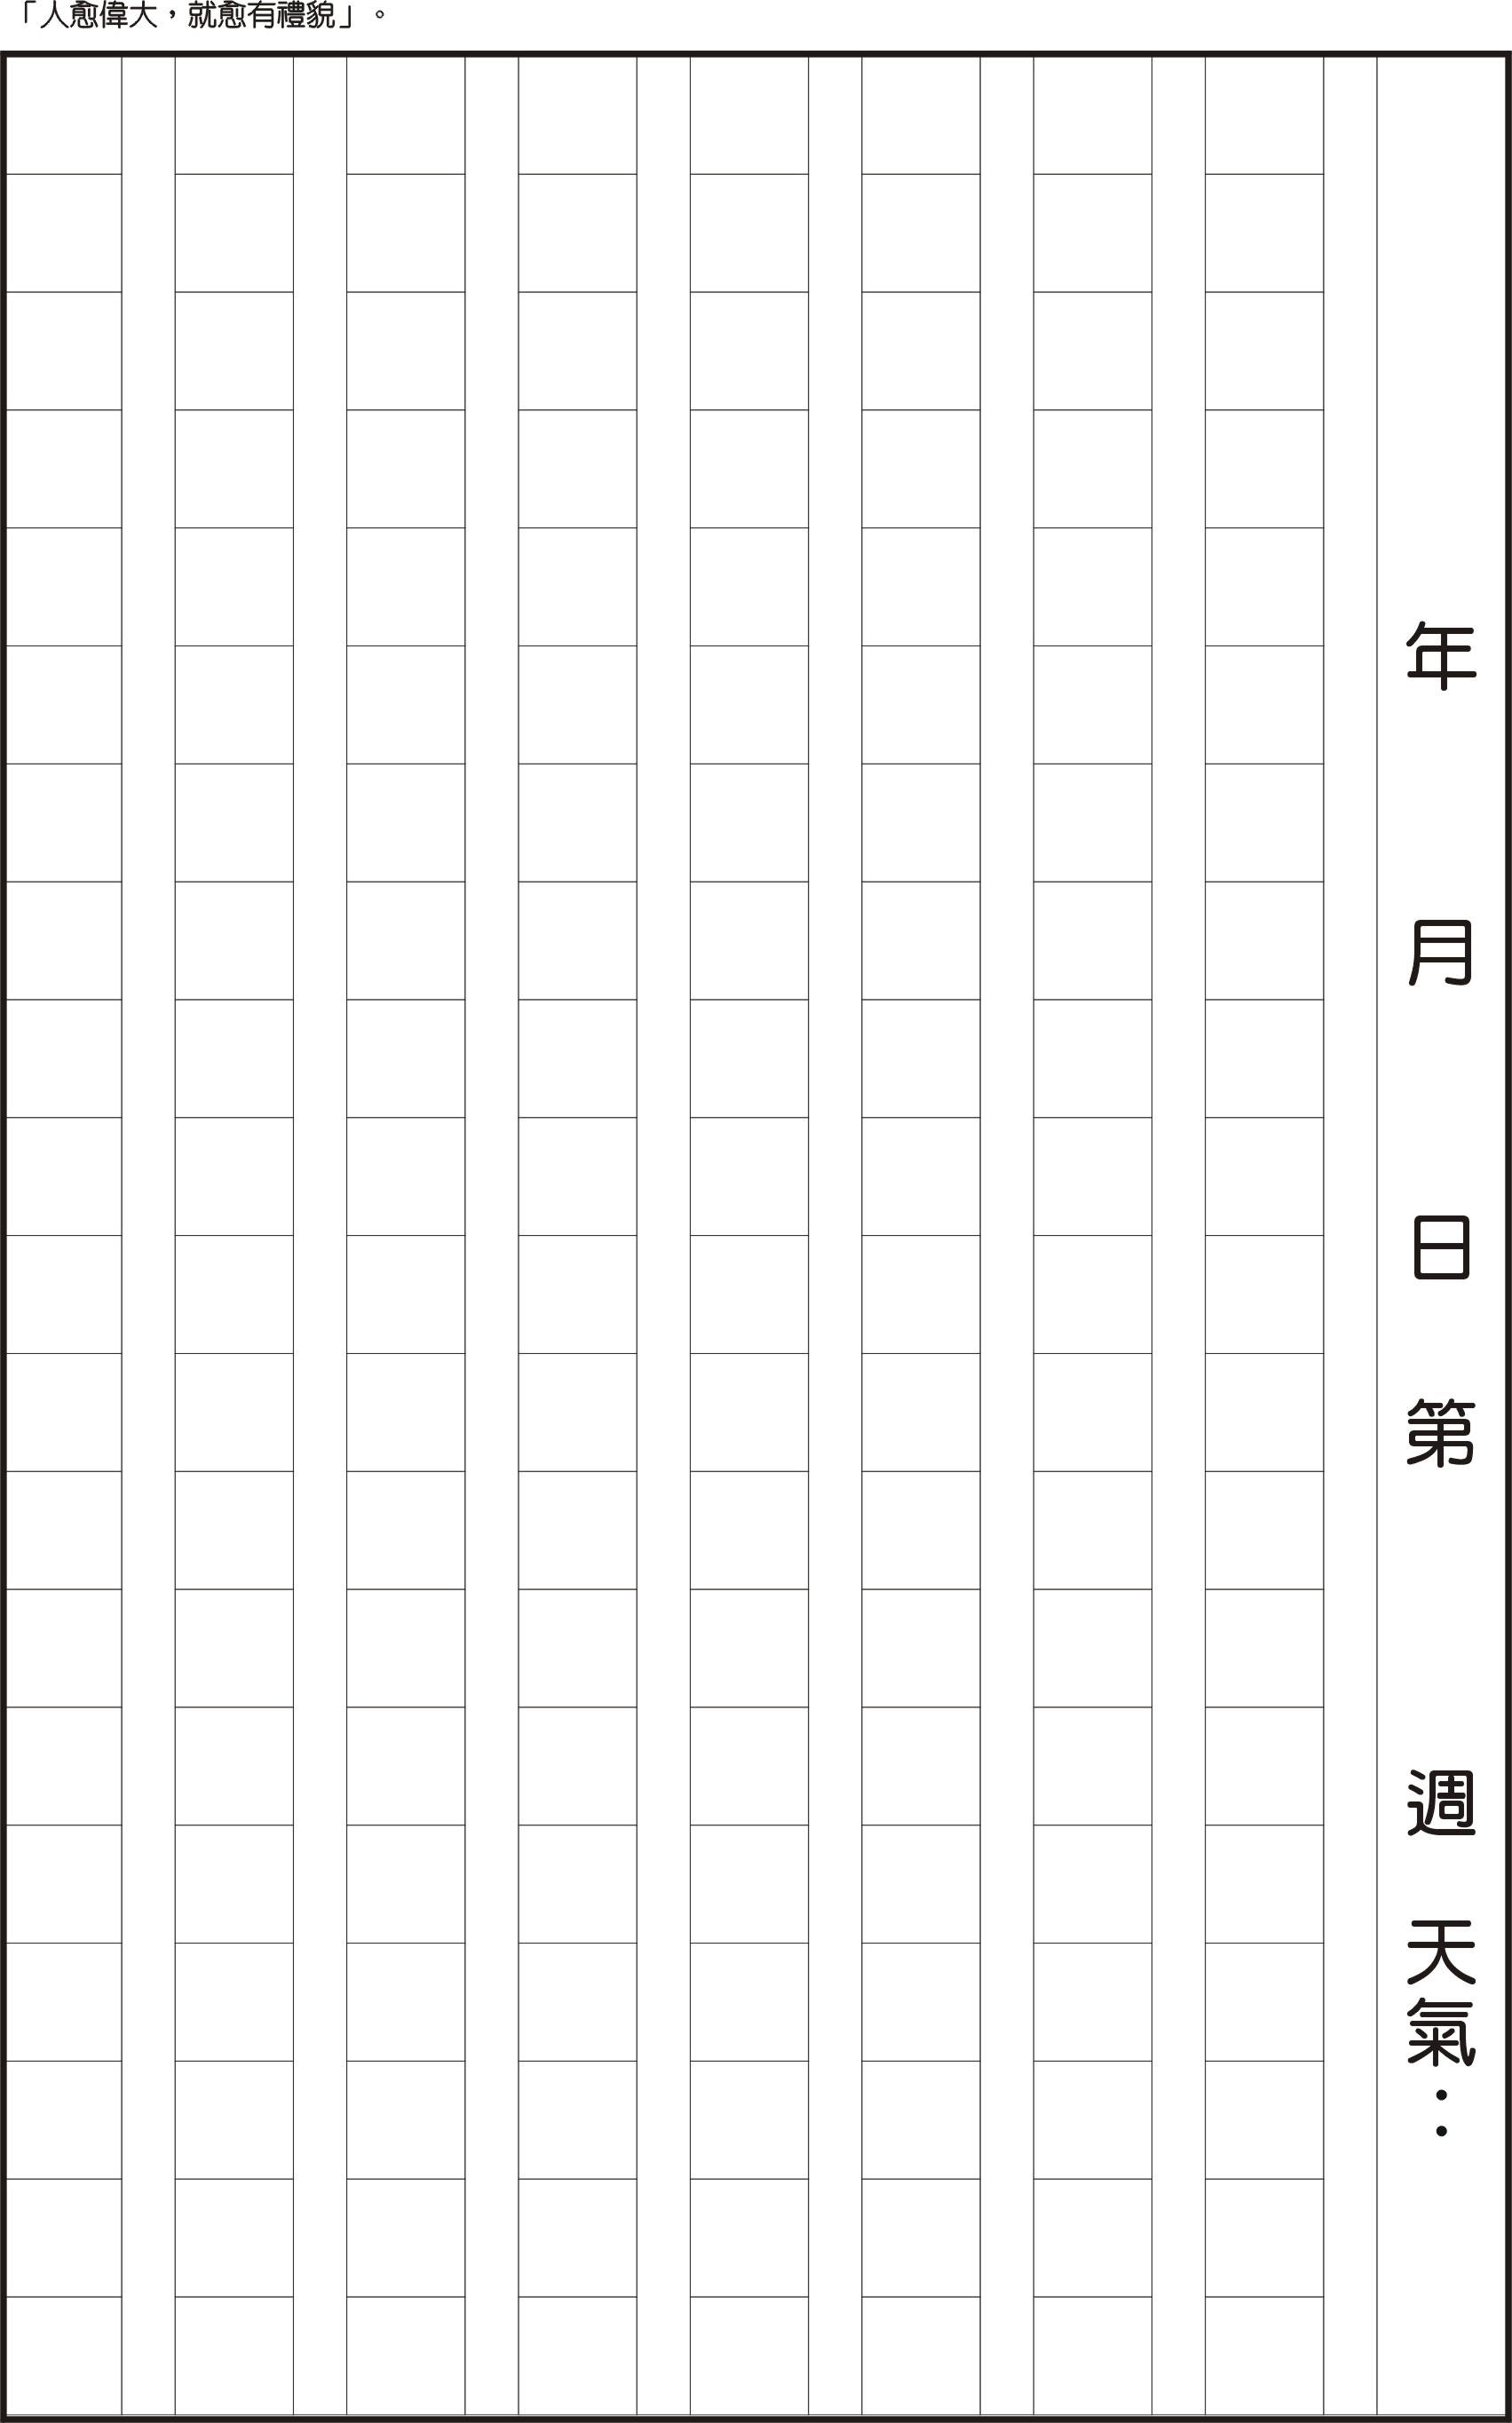 「人愈偉大，就愈有禮貌」。
年 月 日 第 週 天氣：